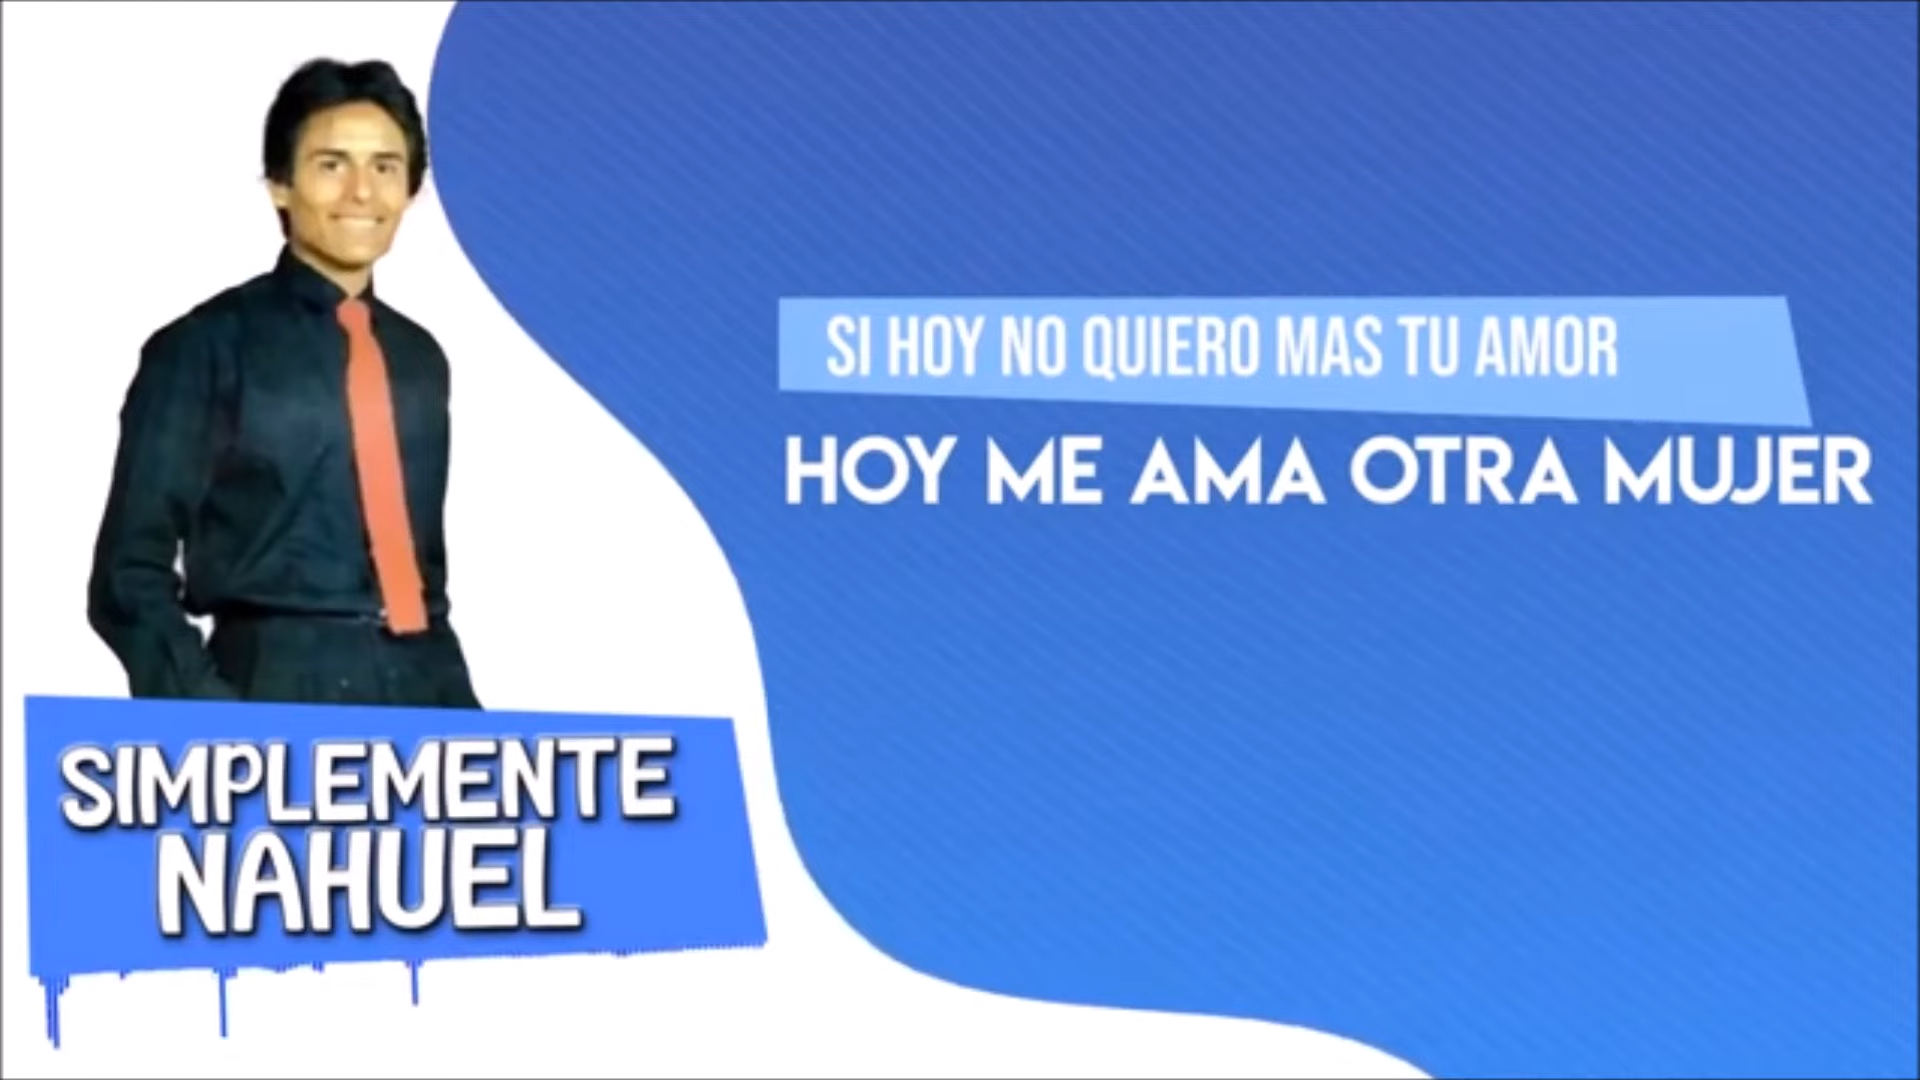 SI HOY NO QUIERO MAS TU AMOR
HOY ME AMA OTRA MUJER
SIMPLEMENTE
NAHUEL